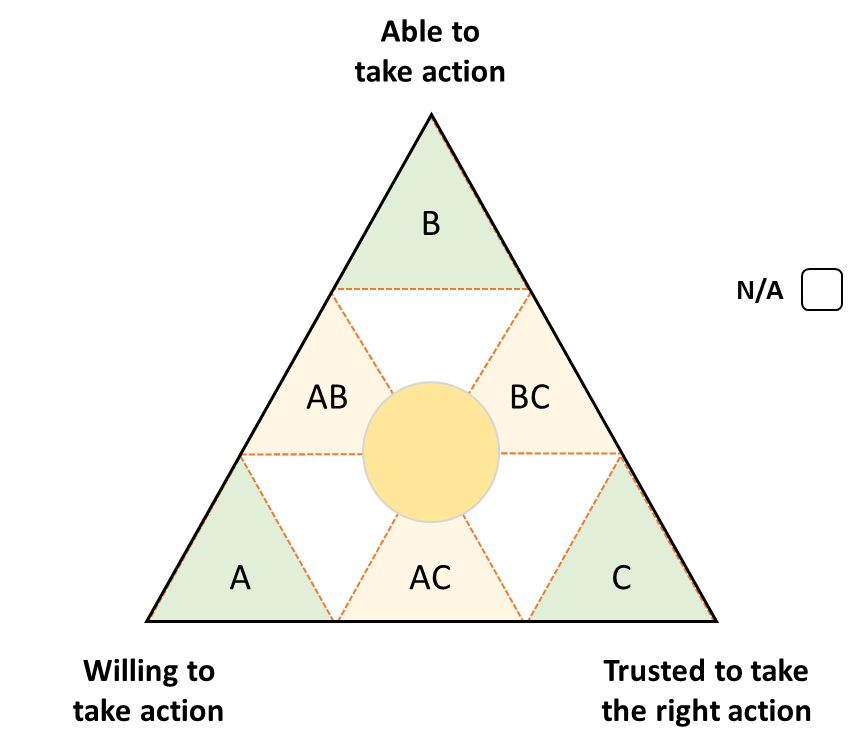 Able to
take action
B
N/A
AB
BC
A
AC
C
Willing to
take action
Trusted to take
the right action